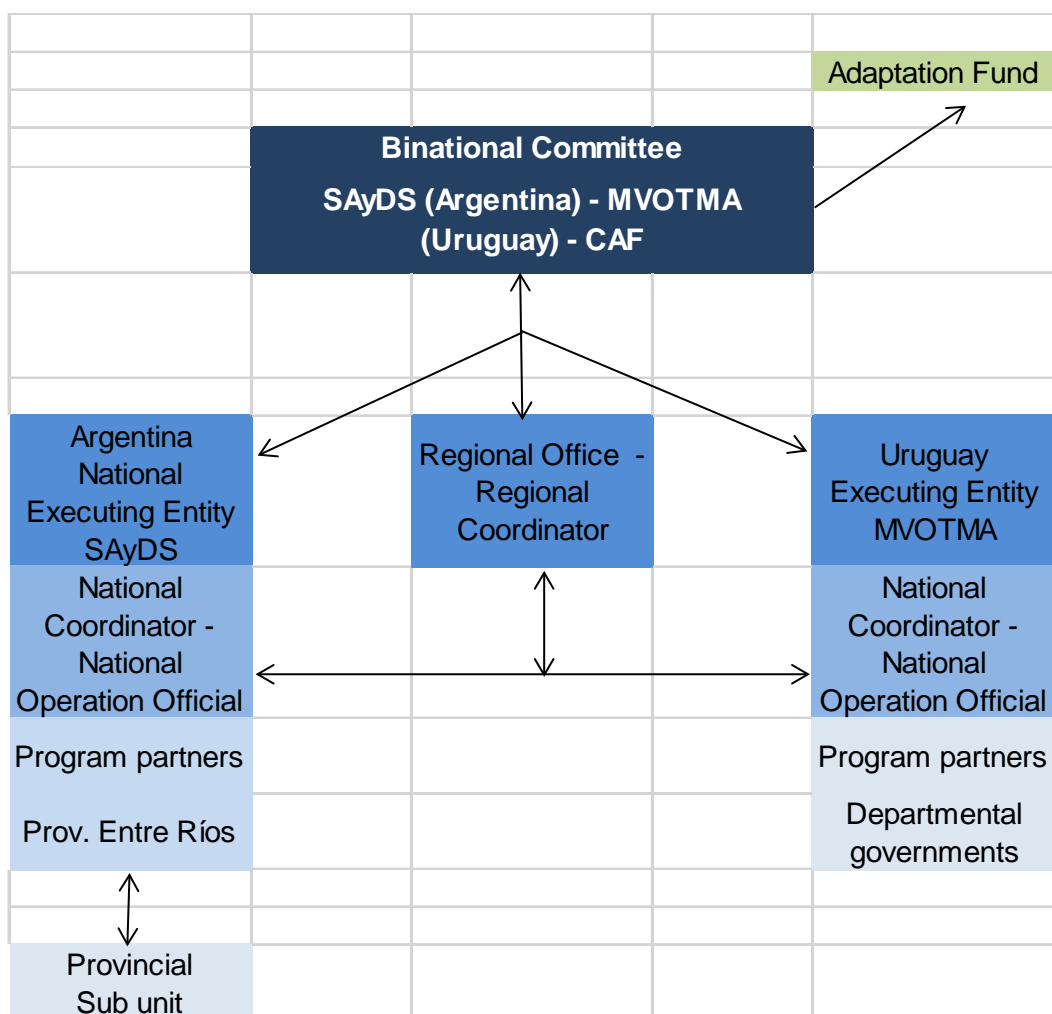 Adaptation Fund
Binational Committee
SAyDS (Argentina) - MVOTMA
(Uruguay) - CAF
Argentina
National
Executing Entity
SAyDS
Regional Office -
Regional
Coordinator
Uruguay
Executing Entity
MVOTMA
National
Coordinator -
National
Operation Official
National
Coordinator -
National
Operation Official
Program partners
Prov. Entre Ríos
Program partners
Departmental
governments
Provincial
Sub unit